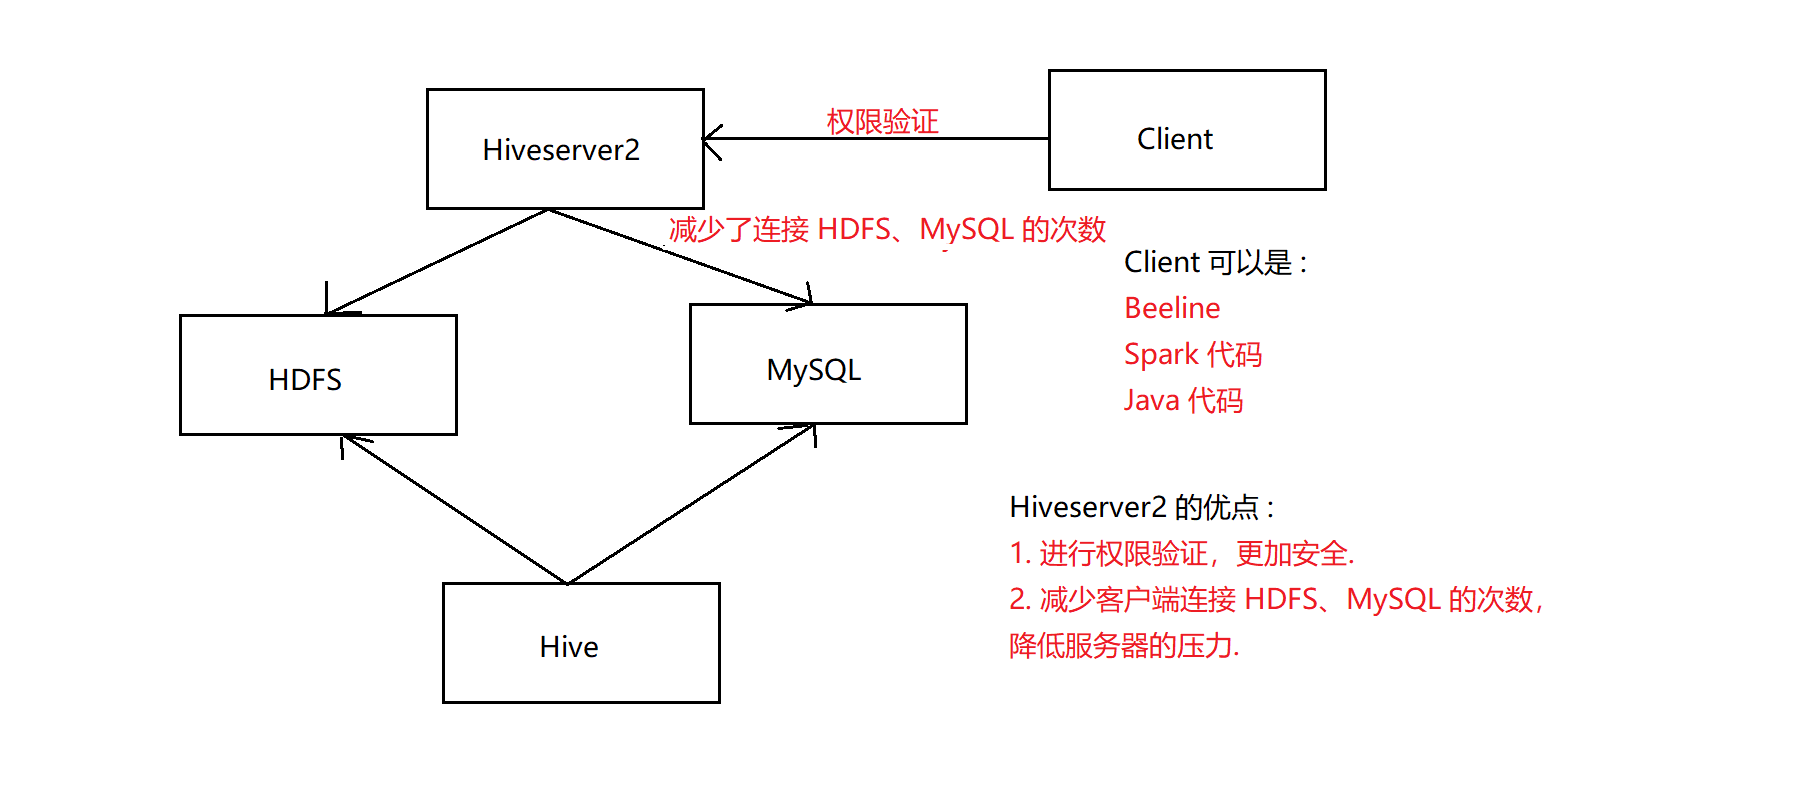 Hiveserver2
权限验证
Client
减少了连接 HDFS、MySQL 的次数
HDFS
MySQL
Hive
Client 可以是 :
Beeline
Spark 代码
Java 代码
Hiveserver2 的优点 :
1. 进行权限验证，更加安全.
2. 减少客户端连接 HDFS、MySQL 的次数，
降低服务器的压力.